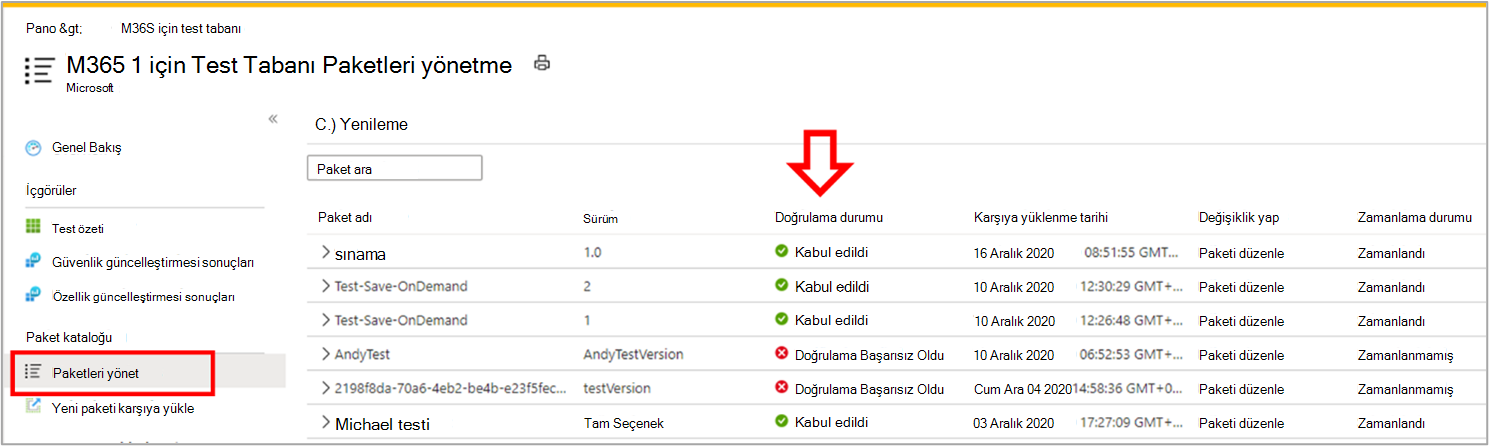 Pano &gt; M36S için test tabanı
M365 1 için Test Tabanı Paketleri yönetme
Microsoft
«
C.) Yenileme
Genel Bakış
Paket ara
İçgörüler
Test özeti
Güvenlik güncelleştirmesi sonuçları
Özellik güncelleştirmesi sonuçları
Paket kataloğu
Paketleri yönet
Yeni paketi karşıya yükle
Paket adı Sürüm Doğrulama durumu Karşıya yüklenme tarihi Değişiklik yap Zamanlama durumu
sınama 1.0 Kabul edildi 16 Aralık 2020 08:51:55 GMT... Paketi düzenle Zamanlandı
Test-Save-OnDemand 2 Kabul edildi 10 Aralık 2020 12:30:29 GMT+... Paketi düzenle Zamanlandı
Test-Save-OnDemand 1 Kabul edildi 10 Aralık 2020 12:26:48 GMT+... Paketi düzenle Zamanlandı
AndyTest AndyTestVersion Doğrulama Başarısız Oldu 10 Aralık 2020 06:52:53 GMT+... Paketi düzenle Zamanlanmamış
2198f8da-70a6-4eb2-be4b-e23f5fec... testVersion Doğrulama Başarısız Oldu Cum Ara 04 2020 14:58:36 GMT+0... Paketi düzenle Zamanlanmamış
Michael testi Tam Seçenek Kabul edildi 03 Aralık 2020 17:27:09 GMT+... Paketi düzenle Zamanlandı